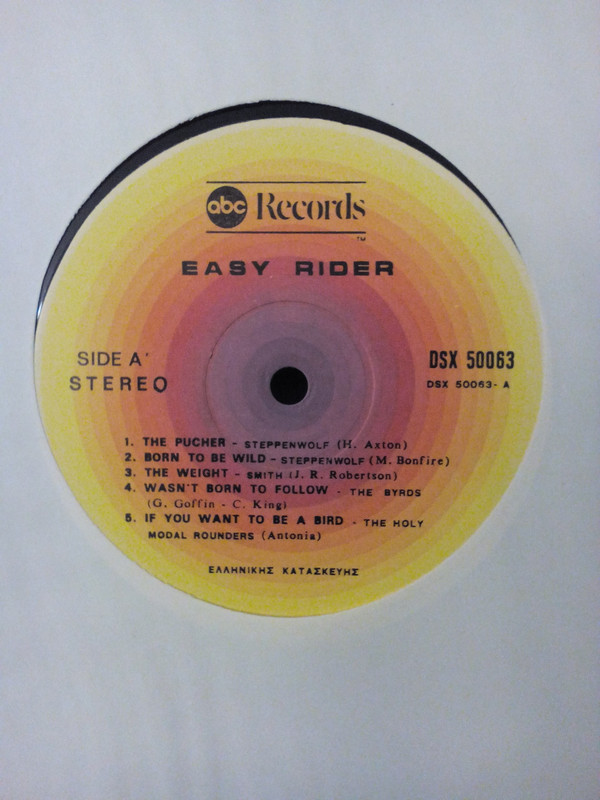 abc Records
™
EASY RIDER
SIDE A'
STEREO
DSX 50063
DSX 50063-A
1. THE PUCHER - STEPPENWOLF (H. Axton)
2. BORN TO BE WILD - STEPPENWOLF (M. Bonfire)
3. THE WEIGHT - SMITH (J. R. Robertson)
4. WASN'T BORN TO FOLLOW - THE BYRDS
(G. Goffin - C. King)
5. IF YOU WANT TO BE A BIRD - THE HOLY
MODAL ROUNDERS (Antonia)
ΕΛΛΗΝΙΚΗΣ ΚΑΤΑΣΚΕΥΗΣ